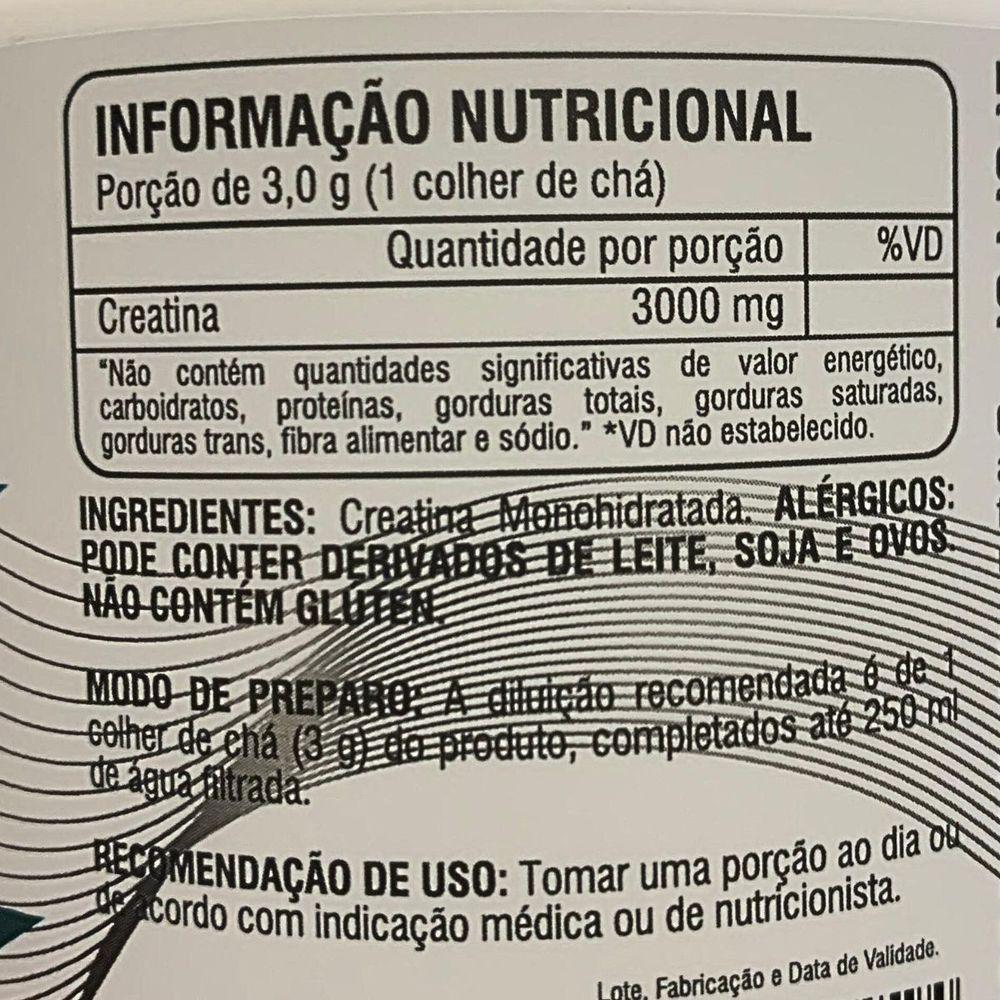 INFORMAÇÃO NUTRICIONAL
Porção de 3,0 g (1 colher de chá)
Quantidade por porção %VD
Creatina 3000 mg
"Não contém quantidades significativas de valor energético,
carboidratos, proteínas, gorduras totais, gorduras saturadas,
gorduras trans, fibra alimentar e sódio." *VD não estabelecido.
INGREDIENTES: Creatina Monohidratada. ALÉRGICOS:
PODE CONTER DERIVADOS DE LEITE, SOJA E OVOS.
NÃO CONTÉM GLÚTEN.
MODO DE PREPARO: A diluição recomendada é de 1
colher de chá (3 g) do produto, completados até 250 ml
de água filtrada.
RECOMENDAÇÃO DE USO: Tomar uma porção ao dia ou
de acordo com indicação médica ou de nutricionista.
Lote, Fabricação e Data de Validade.